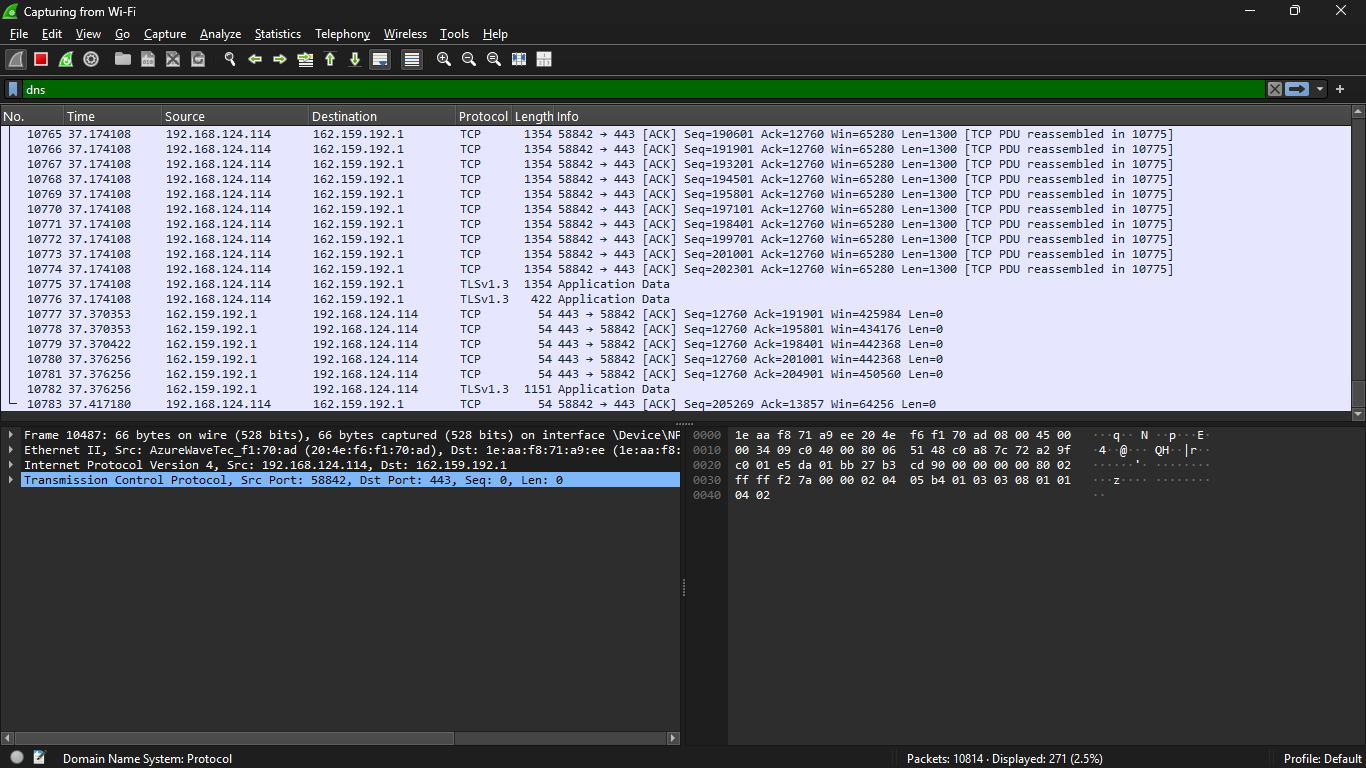 Capturing from Wi-Fi
File Edit View Go Capture Analyze Statistics Telephony Wireless Tools Help
dns
No. Time Source Destination Protocol Length Info
10765 37.174108 192.168.124.114 162.159.192.1 TCP 1354 58842 → 443 [ACK] Seq=190601 Ack=12760 Win=65280 Len=1300 [TCP PDU reassembled in 10775]
10766 37.174108 192.168.124.114 162.159.192.1 TCP 1354 58842 → 443 [ACK] Seq=191901 Ack=12760 Win=65280 Len=1300 [TCP PDU reassembled in 10775]
10767 37.174108 192.168.124.114 162.159.192.1 TCP 1354 58842 → 443 [ACK] Seq=193201 Ack=12760 Win=65280 Len=1300 [TCP PDU reassembled in 10775]
10768 37.174108 192.168.124.114 162.159.192.1 TCP 1354 58842 → 443 [ACK] Seq=194501 Ack=12760 Win=65280 Len=1300 [TCP PDU reassembled in 10775]
10769 37.174108 192.168.124.114 162.159.192.1 TCP 1354 58842 → 443 [ACK] Seq=195801 Ack=12760 Win=65280 Len=1300 [TCP PDU reassembled in 10775]
10770 37.174108 192.168.124.114 162.159.192.1 TCP 1354 58842 → 443 [ACK] Seq=197101 Ack=12760 Win=65280 Len=1300 [TCP PDU reassembled in 10775]
10771 37.174108 192.168.124.114 162.159.192.1 TCP 1354 58842 → 443 [ACK] Seq=198401 Ack=12760 Win=65280 Len=1300 [TCP PDU reassembled in 10775]
10772 37.174108 192.168.124.114 162.159.192.1 TCP 1354 58842 → 443 [ACK] Seq=199701 Ack=12760 Win=65280 Len=1300 [TCP PDU reassembled in 10775]
10773 37.174108 192.168.124.114 162.159.192.1 TCP 1354 58842 → 443 [ACK] Seq=201001 Ack=12760 Win=65280 Len=1300 [TCP PDU reassembled in 10775]
10774 37.174108 192.168.124.114 162.159.192.1 TCP 1354 58842 → 443 [ACK] Seq=202301 Ack=12760 Win=65280 Len=1300 [TCP PDU reassembled in 10775]
10775 37.174108 192.168.124.114 162.159.192.1 TLSv1.3 1354 Application Data
10776 37.174108 192.168.124.114 162.159.192.1 TLSv1.3 422 Application Data
10777 37.370353 162.159.192.1 192.168.124.114 TCP 54 443 → 58842 [ACK] Seq=12760 Ack=191901 Win=425984 Len=0
10778 37.370353 162.159.192.1 192.168.124.114 TCP 54 443 → 58842 [ACK] Seq=12760 Ack=195801 Win=434176 Len=0
10779 37.370422 162.159.192.1 192.168.124.114 TCP 54 443 → 58842 [ACK] Seq=12760 Ack=198401 Win=442368 Len=0
10780 37.376256 162.159.192.1 192.168.124.114 TCP 54 443 → 58842 [ACK] Seq=12760 Ack=201001 Win=442368 Len=0
10781 37.376256 162.159.192.1 192.168.124.114 TCP 54 443 → 58842 [ACK] Seq=12760 Ack=204901 Win=450560 Len=0
10782 37.376256 162.159.192.1 192.168.124.114 TLSv1.3 1151 Application Data
10783 37.417180 192.168.124.114 162.159.192.1 TCP 54 58842 → 443 [ACK] Seq=205269 Ack=13857 Win=64256 Len=0
Frame 10487: 66 bytes on wire (528 bits), 66 bytes captured (528 bits) on interface \Device\NP
Ethernet II, Src: AzureWaveTec_f1:70:ad (20:4e:f6:f1:70:ad), Dst: 1e:aa:f8:71:a9:ee (1e:aa:f8:
Internet Protocol Version 4, Src: 192.168.124.114, Dst: 162.159.192.1
Transmission Control Protocol, Src Port: 58842, Dst Port: 443, Seq: 0, Len: 0
0000 1e aa f8 71 a9 ee 20 4e f6 f1 70 ad 08 00 45 00 ···q·· N ··p···E·
0010 00 34 09 c0 40 00 80 06 51 48 c0 a8 7c 72 a2 9f ·4··@··· QH··|r··
0020 c0 01 e5 da 01 bb 27 b3 cd 90 00 00 00 00 80 02 ······'· ········
0030 ff ff f2 7a 00 00 02 04 05 b4 01 03 03 08 01 01 ···z···· ········
0040 04 02 ··
Domain Name System: Protocol
Packets: 10814 · Displayed: 271 (2.5%)
Profile: Default